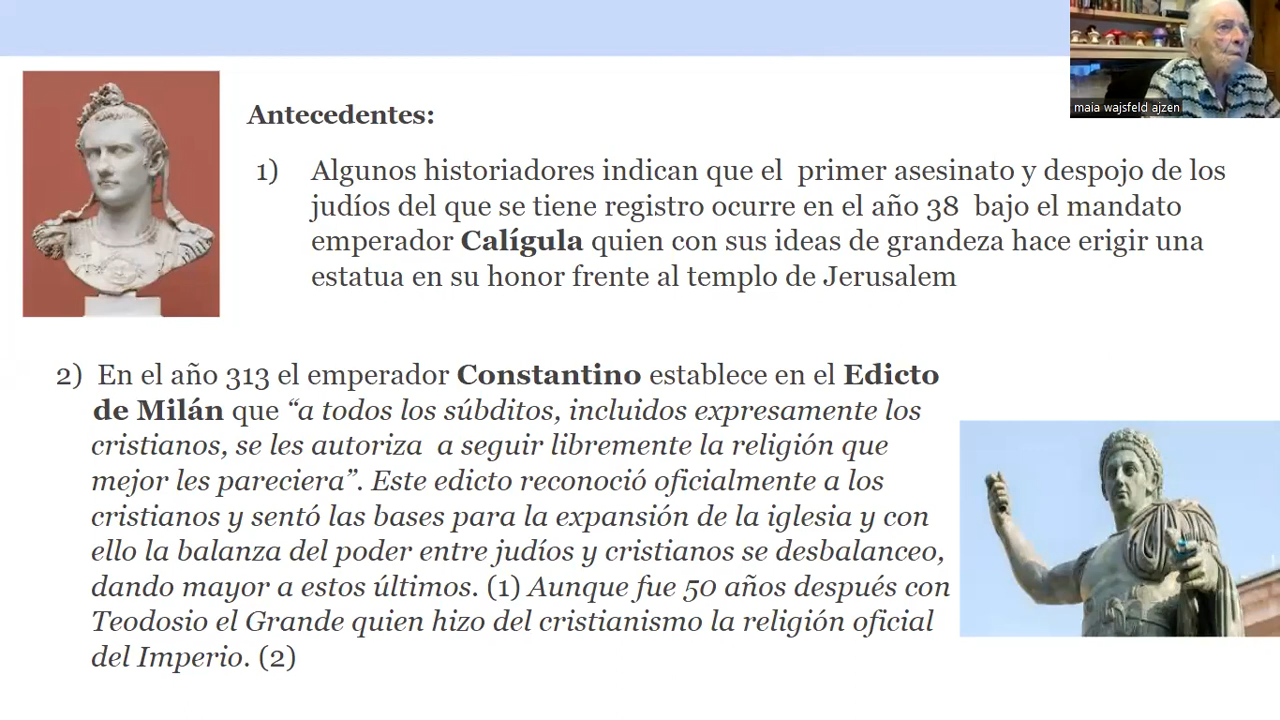 maia wajsfeld ajzen
Antecedentes:
1) Algunos historiadores indican que el primer asesinato y despojo de los
judíos del que se tiene registro ocurre en el año 38 bajo el mandato
emperador Calígula quien con sus ideas de grandeza hace erigir una
estatua en su honor frente al templo de Jerusalem
2) En el año 313 el emperador Constantino establece en el Edicto
de Milán que “a todos los súbditos, incluidos expresamente los
cristianos, se les autoriza a seguir libremente la religión que
mejor les pareciera”. Este edicto reconoció oficialmente a los
cristianos y sentó las bases para la expansión de la iglesia y con
ello la balanza del poder entre judíos y cristianos se desbalanceo,
dando mayor a estos últimos. (1) Aunque fue 50 años después con
Teodosio el Grande quien hizo del cristianismo la religión oficial
del Imperio. (2)